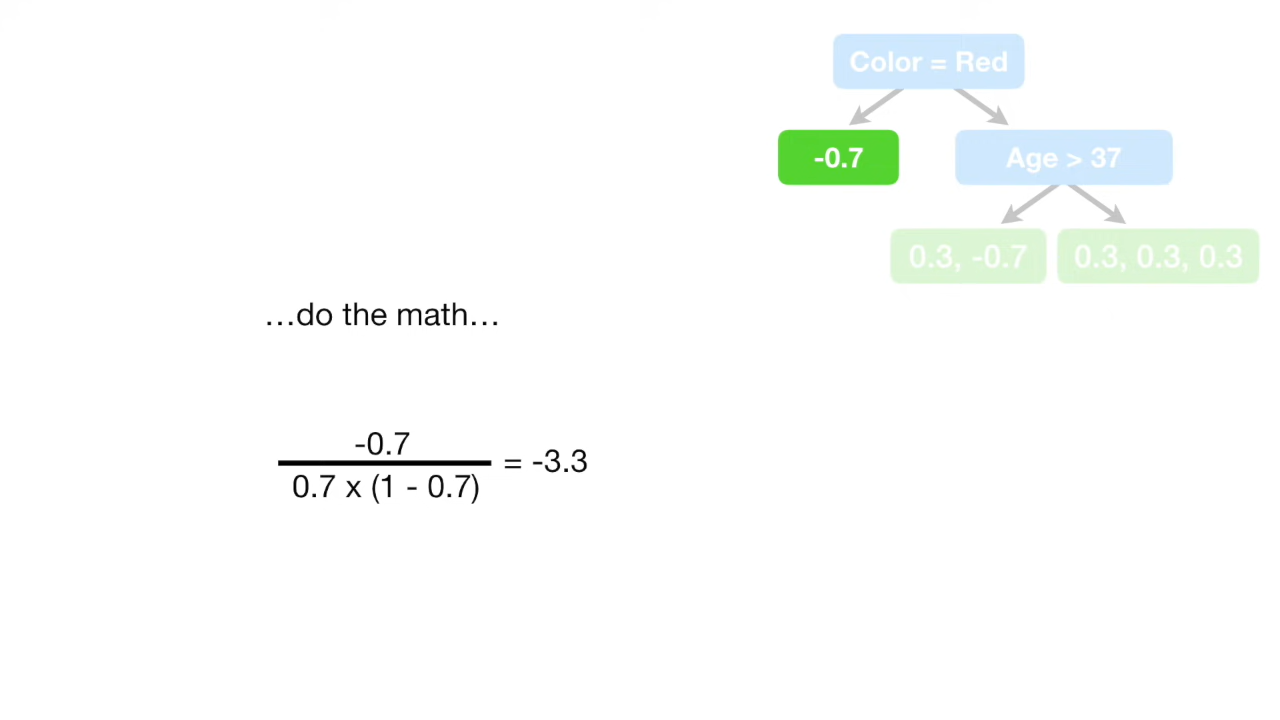 Color = Red
-0.7
Age > 37
0.3, -0.7
0.3, 0.3, 0.3
…do the math…
-0.7
0.7 x (1 - 0.7)
= -3.3